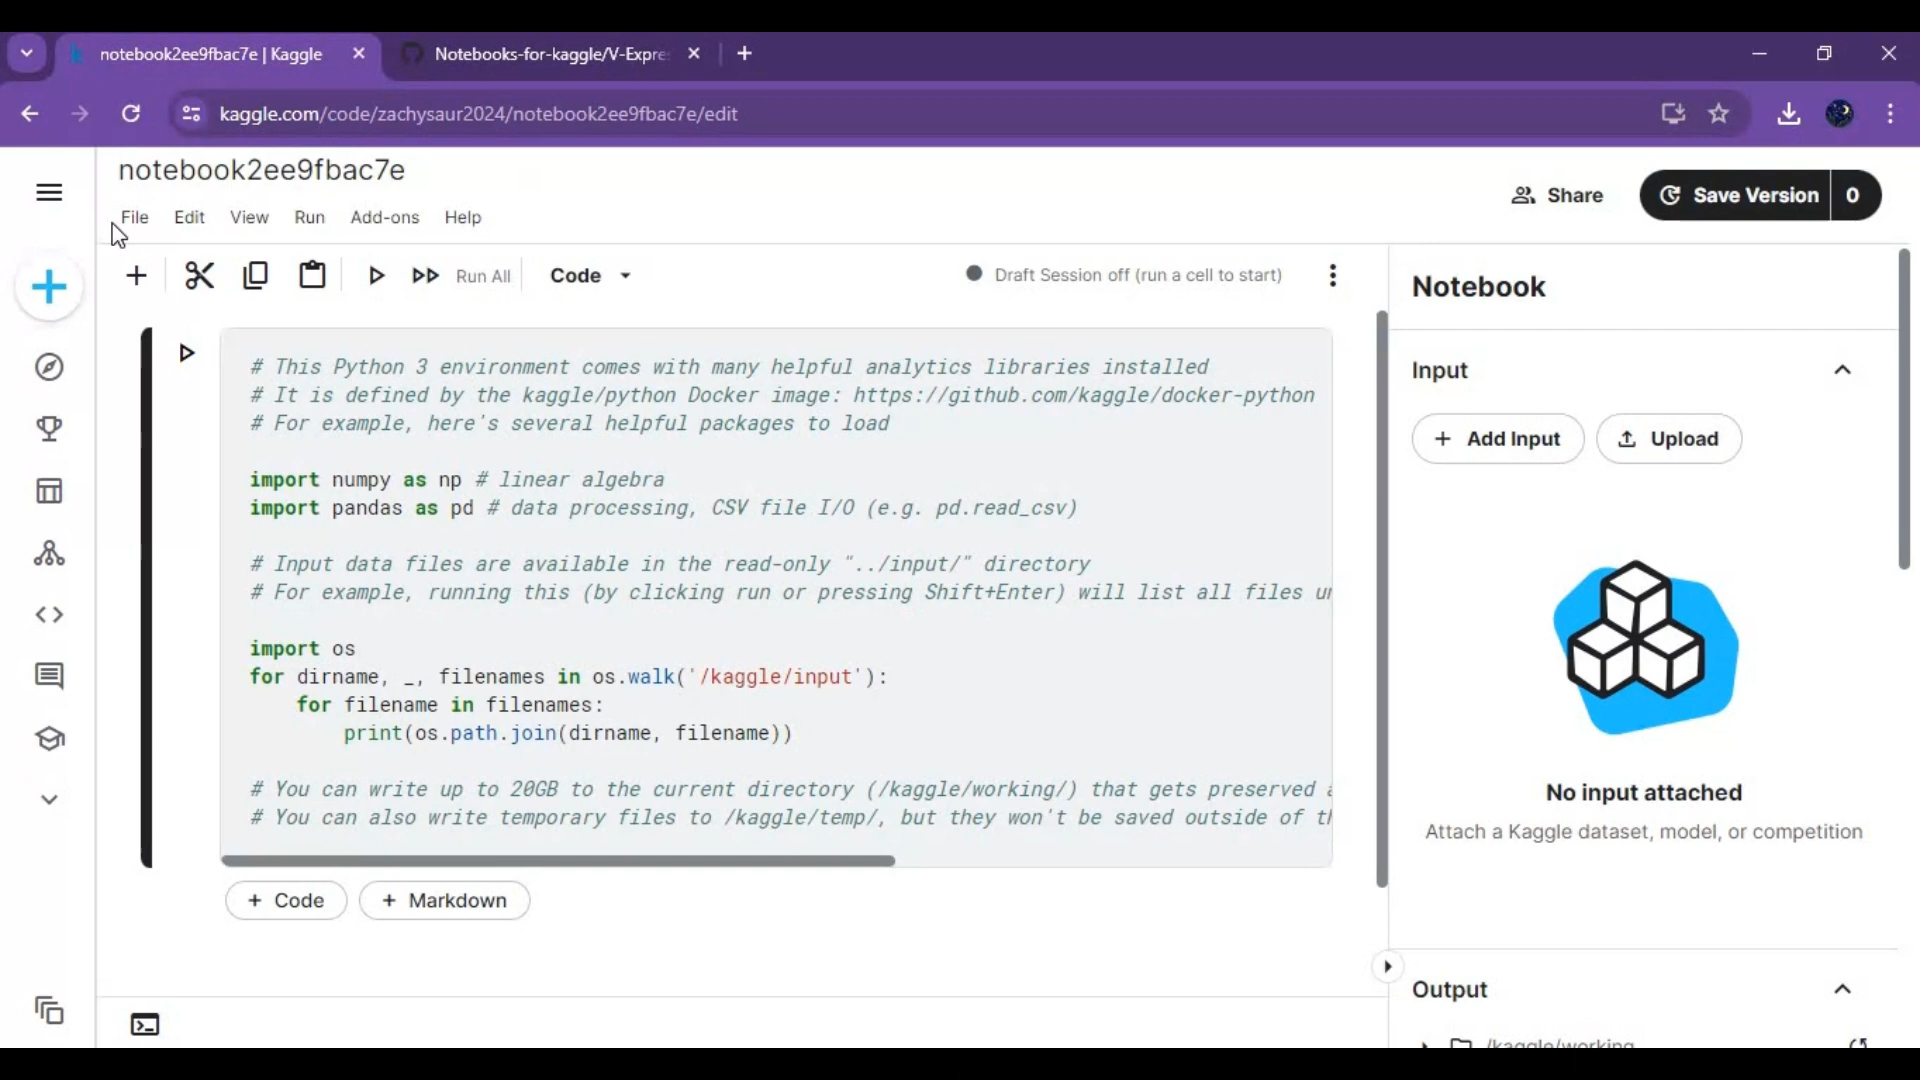 notebook2ee9fbac7e | Kaggle
Notebooks-for-kaggle/V-Expre
kaggle.com/code/zachysaur2024/notebook2ee9fbac7e/edit
notebook2ee9fbac7e
File Edit View Run Add-ons Help
Share
Save Version 0
Run All
Code
Draft Session off (run a cell to start)
# This Python 3 environment comes with many helpful analytics libraries installed
# It is defined by the kaggle/python Docker image: https://github.com/kaggle/docker-python
# For example, here's several helpful packages to load
import numpy as np # linear algebra
import pandas as pd # data processing, CSV file I/O (e.g. pd.read_csv)
# Input data files are available in the read-only "../input/" directory
# For example, running this (by clicking run or pressing Shift+Enter) will list all files
import os
for dirname, _, filenames in os.walk('/kaggle/input'):
for filename in filenames:
print(os.path.join(dirname, filename))
# You can write up to 20GB to the current directory (/kaggle/working/) that gets preserved
# You can also write temporary files to /kaggle/temp/, but they won't be saved outside of
+ Code
+ Markdown
Notebook
Input
+ Add Input
Upload
No input attached
Attach a Kaggle dataset, model, or competition
Output
/kaggle/working